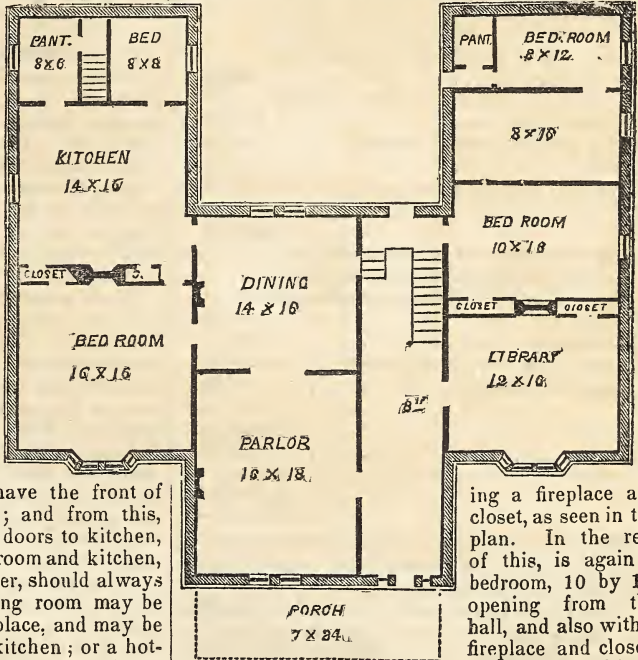 PANT.
8X6
BED
8X8
PANT.
BED ROOM
8X12.
KITCHEN
14X16
8X16
BED ROOM
10X16
CLOSET
DINING
14X16
CLOSET
CLOSET
BED ROOM
16X16
LIBRARY
12X16
PARLOR
16X18.
PORCH
7X24.
have the front of
; and from this,
doors to kitchen,
room and kitchen,
er, should always
ng room may be
place, and may be
kitchen ; or a hot-
ing a fireplace a
closet, as seen in t
plan. In the re
of this, is again
bedroom, 10 by 1
opening from th
hall, and also with
fireplace and close